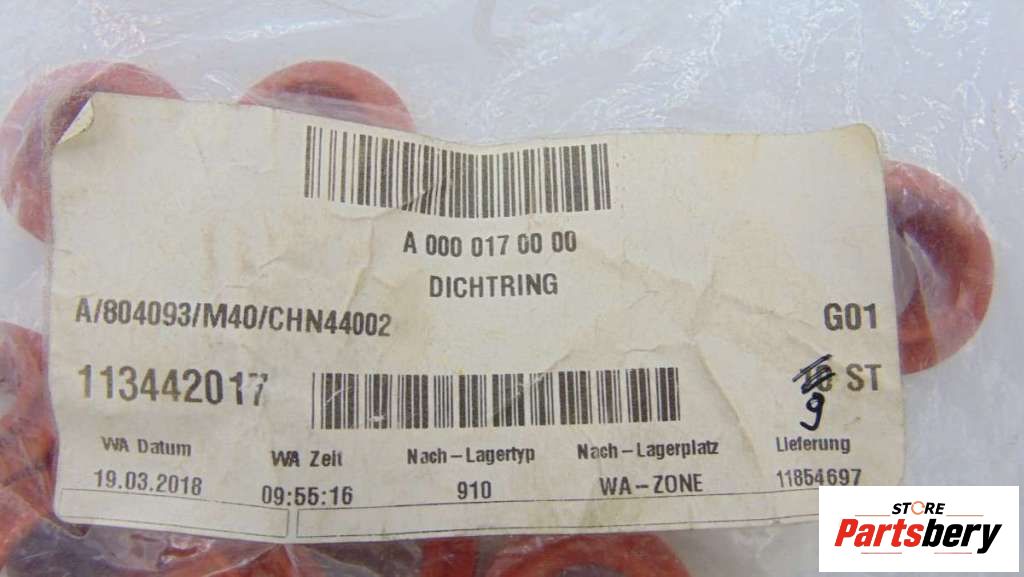 A 000 017 00 00
DICHTRING
A/804093/M40/CHN44002 G01
113442017 10 ST
9
WA Datum WA Zeit Nach-Lagertyp Nach-Lagerplatz Lieferung
19.03.2018 09:55:16 910 WA-ZONE 11854697
STORE
Partsbery